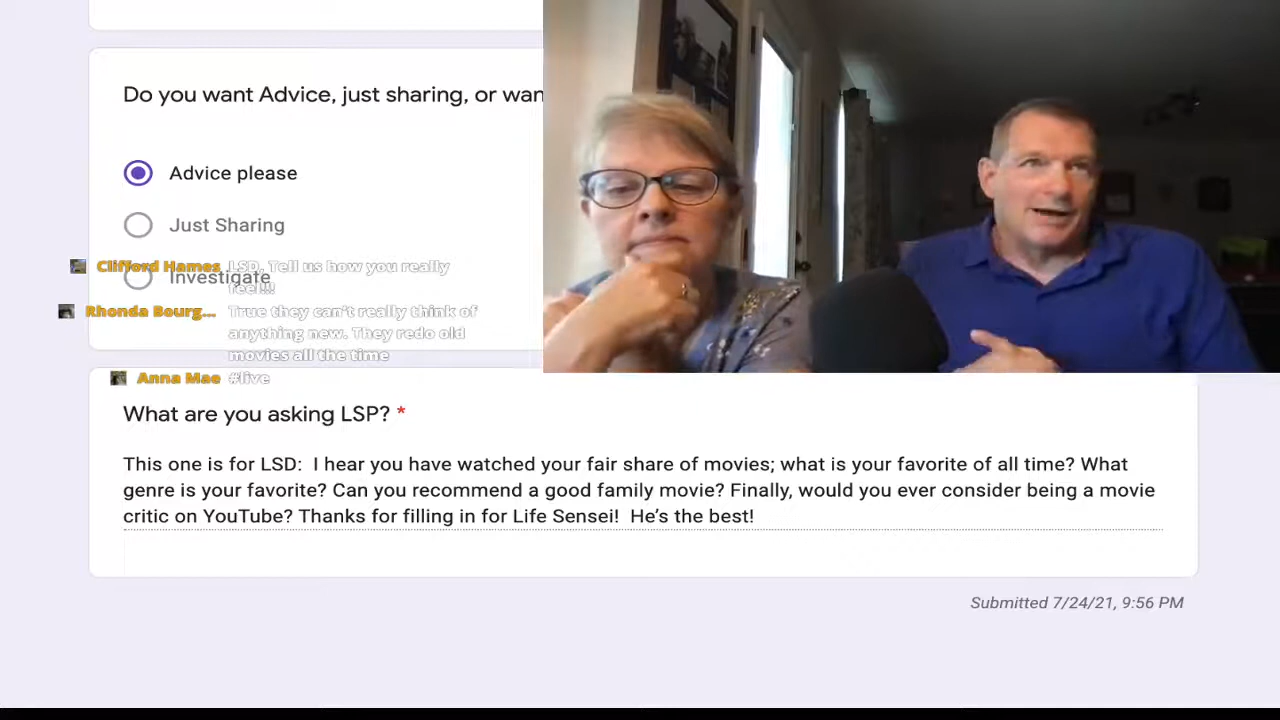 Do you want Advice, just sharing, or wan
Advice please
Just Sharing
Investigate
Clifford Hames LSD, Tell us how you really
feel!!!
Rhonda Bourg... True they can't really think of
anything new. They redo old
movies all the time
Anna Mae #live
What are you asking LSP? *
This one is for LSD:  I hear you have watched your fair share of movies; what is your favorite of all time? What
genre is your favorite? Can you recommend a good family movie? Finally, would you ever consider being a movie
critic on YouTube? Thanks for filling in for Life Sensei!  He's the best!
Submitted 7/24/21, 9:56 PM